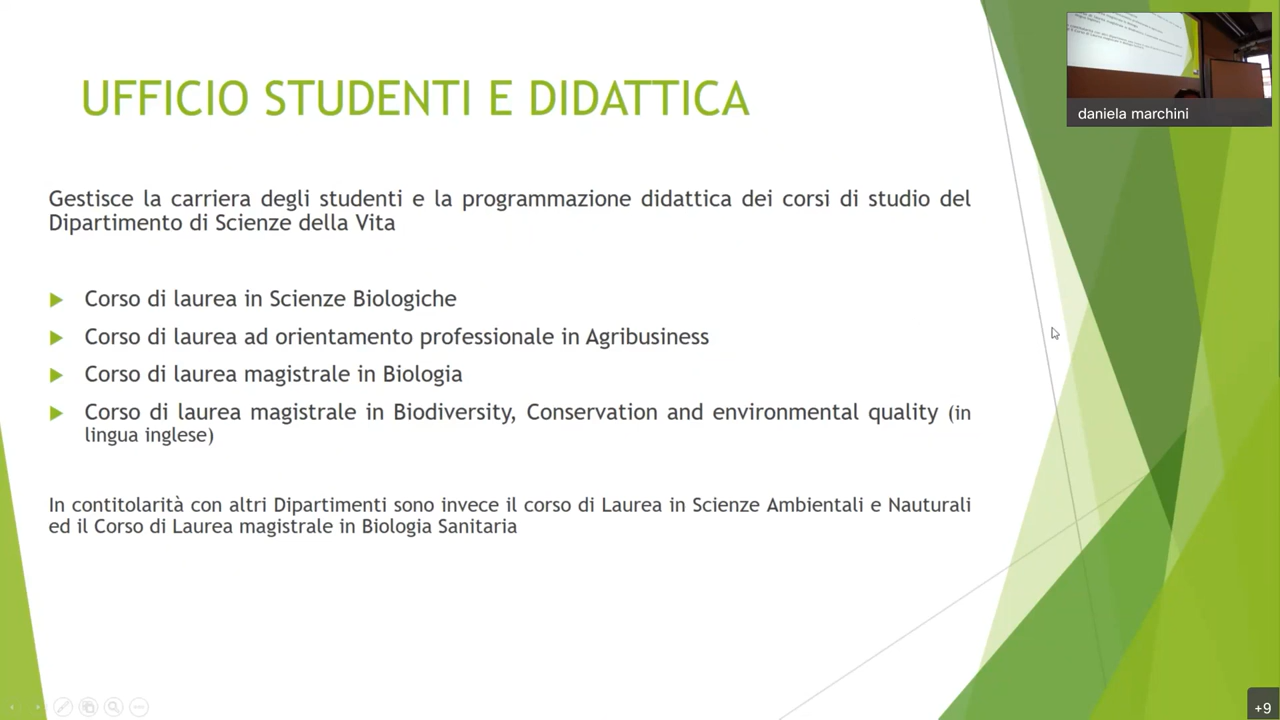 UFFICIO STUDENTI E DIDATTICA
daniela marchini
Gestisce la carriera degli studenti e la programmazione didattica dei corsi di studio del
Dipartimento di Scienze della Vita
Corso di laurea in Scienze Biologiche
Corso di laurea ad orientamento professionale in Agribusiness
Corso di laurea magistrale in Biologia
Corso di laurea magistrale in Biodiversity, Conservation and environmental quality (in
lingua inglese)
In contitolarità con altri Dipartimenti sono invece il corso di Laurea in Scienze Ambientali e Nauturali
ed il Corso di Laurea magistrale in Biologia Sanitaria
+9